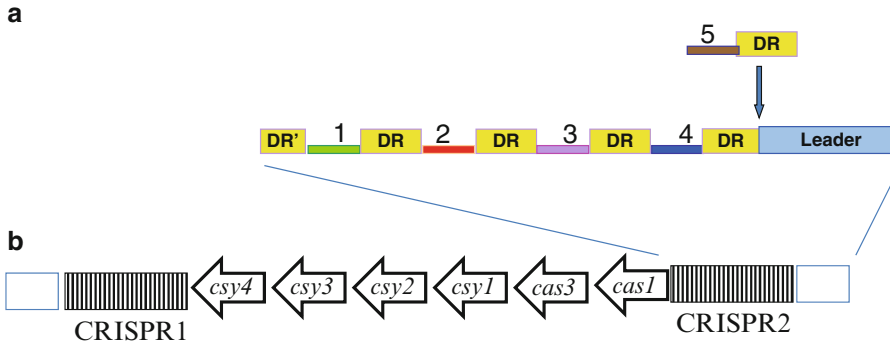 a
5 DR
DR' 1 DR 2 DR 3 DR 4 DR Leader
b
csy4 csy3 csy2 csy1 cas3 cas1
CRISPR1 CRISPR2